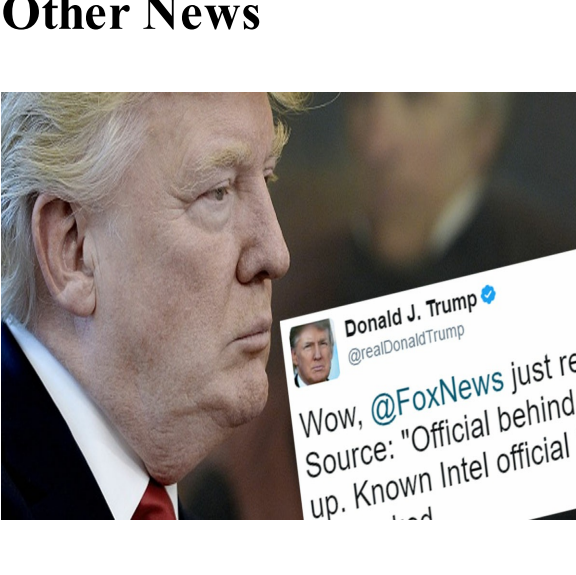 Other News
Donald J. Trump
@realDonaldTrump
Wow, @FoxNews just re
Source: "Official behind
up. Known Intel official